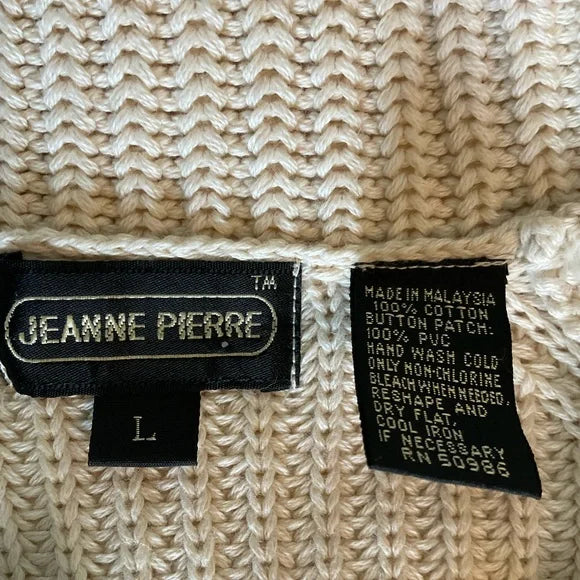 TM
JEANNE PIERRE
L
MADE IN MALAYSIA
100% COTTON
BUTTON PATCH:
100% PVC
HAND WASH COLD
ONLY NON-CHLORINE
BLEACH WHEN NEEDED,
RESHAPE AND
DRY FLAT,
COOL IRON
IF NECESSARY
RN 50986